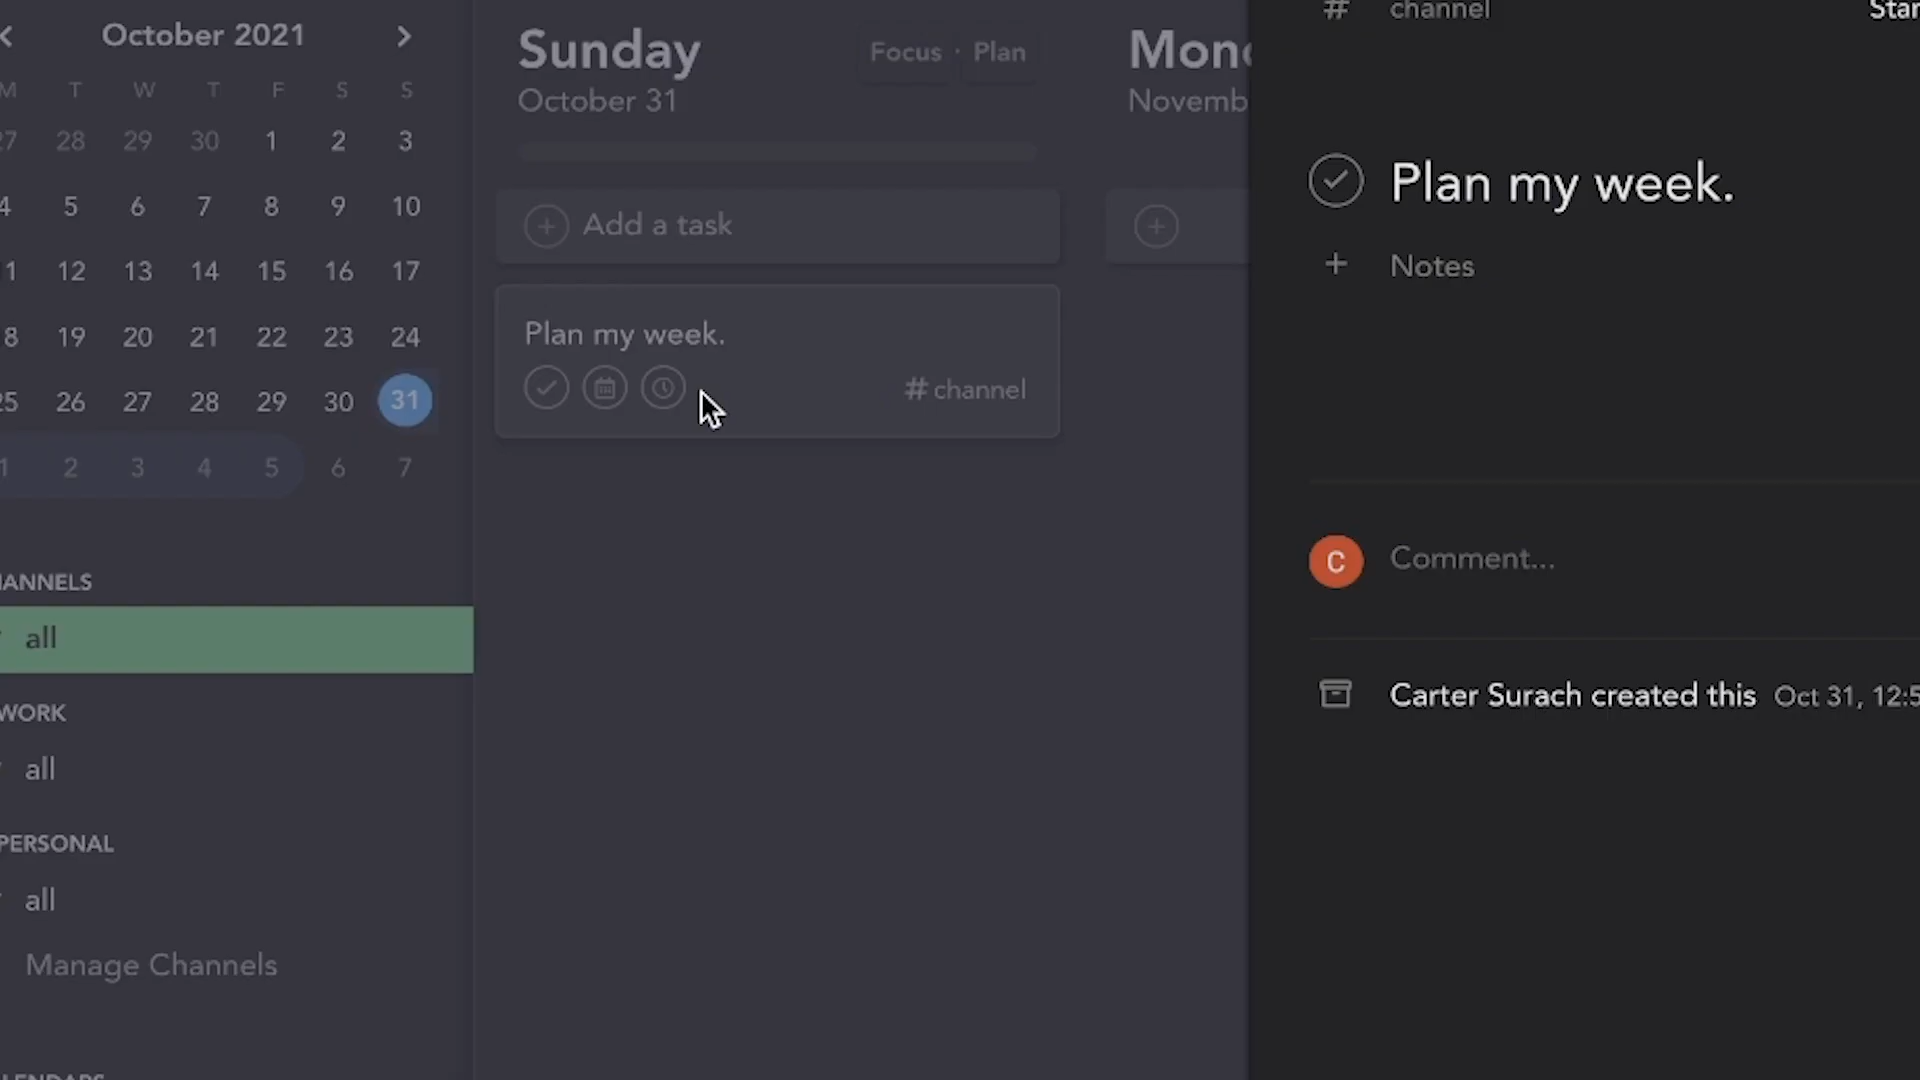 October 2021
M T W T F S S
27 28 29 30 1 2 3
4 5 6 7 8 9 10
11 12 13 14 15 16 17
18 19 20 21 22 23 24
25 26 27 28 29 30 31
1 2 3 4 5 6 7
HANNELS
all
WORK
all
PERSONAL
all
Manage Channels
Sunday
Focus · Plan
October 31
Add a task
Plan my week.
# channel
Mon
Novemb
# channel
Star
Plan my week.
+ Notes
C Comment...
Carter Surach created this Oct 31, 12:5